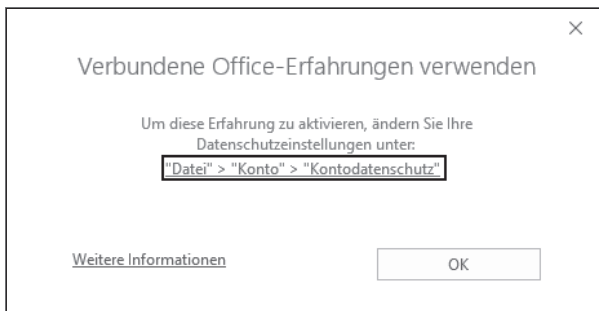 Verbundene Office-Erfahrungen verwenden
Um diese Erfahrung zu aktivieren, ändern Sie Ihre
Datenschutzeinstellungen unter:
"Datei" > "Konto" > "Kontodatenschutz"
Weitere Informationen
OK